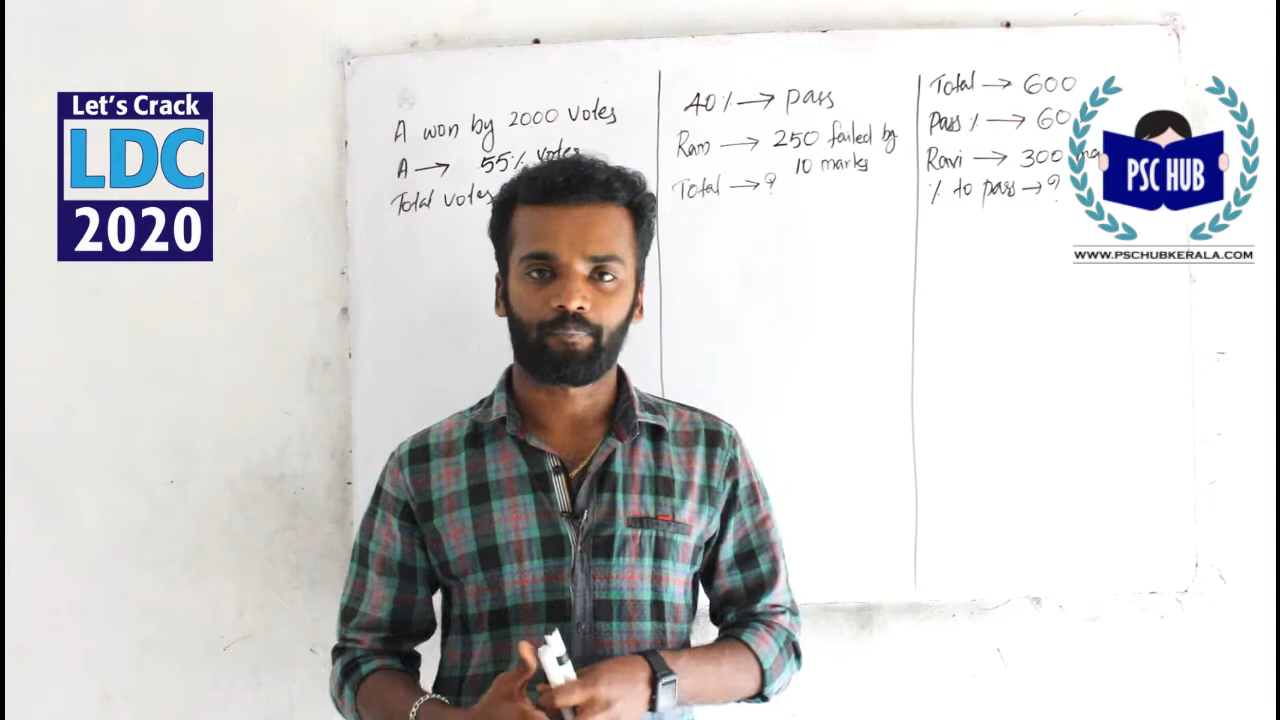 Let's Crack
LDC
2020
A won by 2000 votes
A → 55% votes
Total votes
40% → pass
Ram → 250 failed by
10 marks
Total → ?
Total → 600
Pass % → 60
Ravi → 300
% to pass → ?
PSC HUB
WWW.PSCHUBKERALA.COM